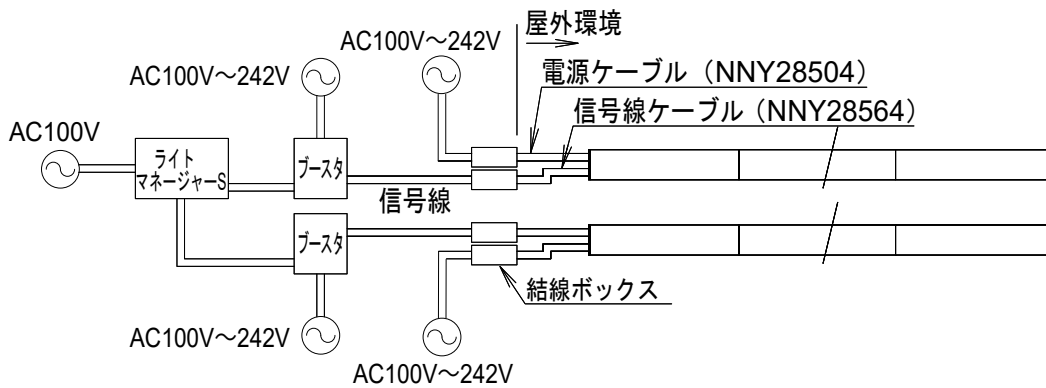 屋外環境
AC100V～242V
AC100V～242V
電源ケーブル（NNY28504）
信号線ケーブル（NNY28564）
AC100V
ライト
マネージャーS
ブースタ
信号線
ブースタ
結線ボックス
AC100V～242V
AC100V～242V